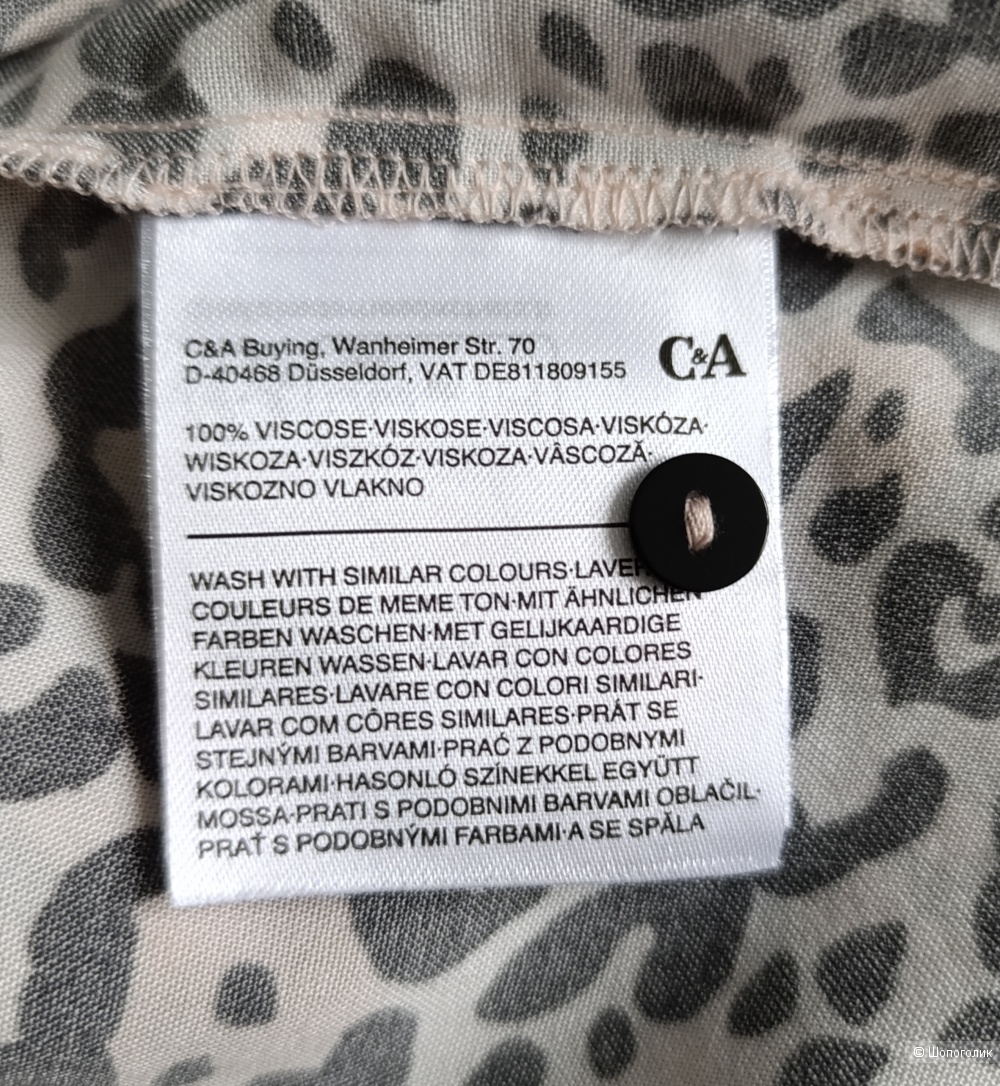 C&A Buying, Wanheimer Str. 70
D-40468 Düsseldorf, VAT DE811809155
C&A
100% VISCOSE·VISKOSE·VISCOSA·VISKÓZA·
WISKOZA·VISZKÓZ·VISKOZA·VÂSCOZĂ·
VISKOZNO VLAKNO
WASH WITH SIMILAR COLOURS·LAVER
COULEURS DE MEME TON·MIT ÄHNLICHEN
FARBEN WASCHEN·MET GELIJKAARDIGE
KLEUREN WASSEN·LAVAR CON COLORES
SIMILARES·LAVARE CON COLORI SIMILARI·
LAVAR COM CÔRES SIMILARES·PRÁT SE
STEJNÝMI BARVAMI·PRAĆ Z PODOBNYMI
KOLORAMI·HASONLÓ SZÍNEKKEL EGYÜTT
MOSSA·PRATI S PODOBNIMI BARVAMI OBLAČIL·
PRAŤ S PODOBNÝMI FARBAMI·A SE SPĂLA
© Шопоголик